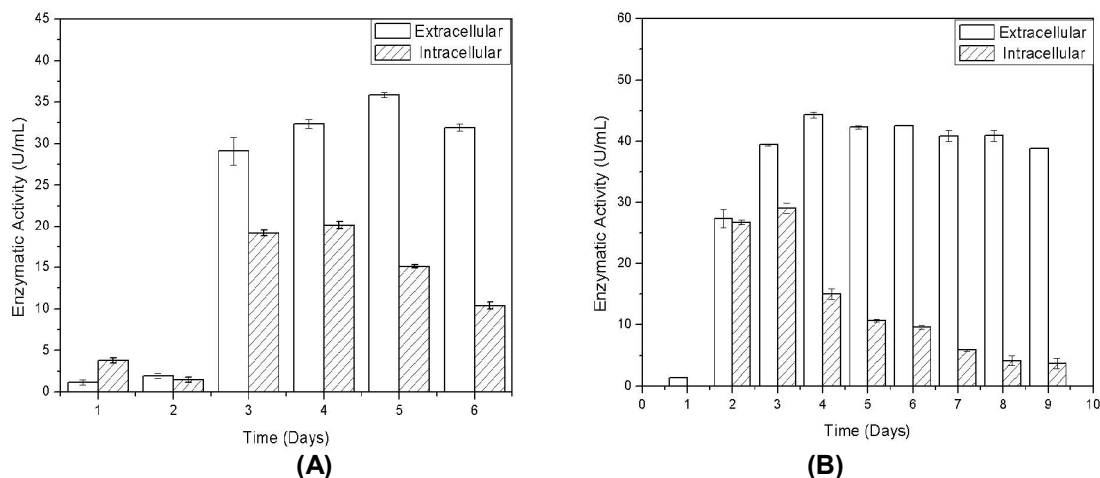 45
40
35
30
25
20
15
10
5
0
Enzymatic Activity (U/mL)
Extracellular
Intracellular
1 2 3 4 5 6
Time (Days)
(A)
60
50
40
30
20
10
0
Enzymatic Activity (U/mL)
Extracellular
Intracellular
0 1 2 3 4 5 6 7 8 9 10
Time (Days)
(B)